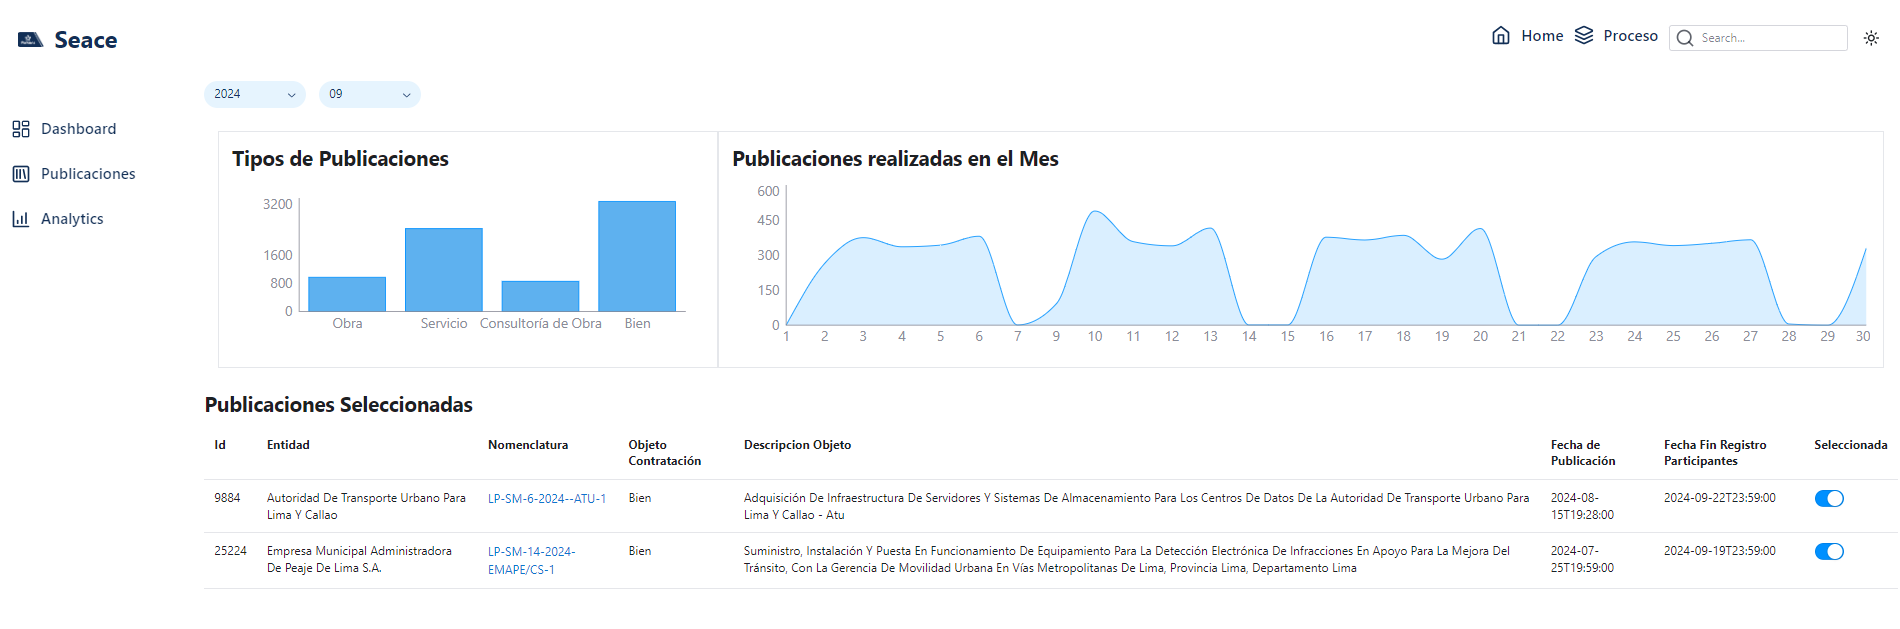 Seace
Home
Proceso
Search...
2024
09
Dashboard
Publicaciones
Analytics
Tipos de Publicaciones
3200
1600
800
0
Obra
Servicio
Consultoría de Obra
Bien
Publicaciones realizadas en el Mes
600
450
300
150
0
1 2 3 4 5 6 7 9 10 11 12 13 14 15 16 17 18 19 20 21 22 23 24 25 26 27 28 29 30
Publicaciones Seleccionadas
Id
Entidad
Nomenclatura
Objeto
Contratación
Descripcion Objeto
Fecha de
Publicación
Fecha Fin Registro
Participantes
Seleccionada
9884
Autoridad De Transporte Urbano Para
Lima Y Callao
LP-SM-6-2024--ATU-1
Bien
Adquisición De Infraestructura De Servidores Y Sistemas De Almacenamiento Para Los Centros De Datos De La Autoridad De Transporte Urbano Para
Lima Y Callao - Atu
2024-08-
15T19:28:00
2024-09-22T23:59:00
25224
Empresa Municipal Administradora
De Peaje De Lima S.A.
LP-SM-14-2024-
EMAPE/CS-1
Bien
Suministro, Instalación Y Puesta En Funcionamiento De Equipamiento Para La Detección Electrónica De Infracciones En Apoyo Para La Mejora Del
Tránsito, Con La Gerencia De Movilidad Urbana En Vías Metropolitanas De Lima, Provincia Lima, Departamento Lima
2024-07-
25T19:59:00
2024-09-19T23:59:00